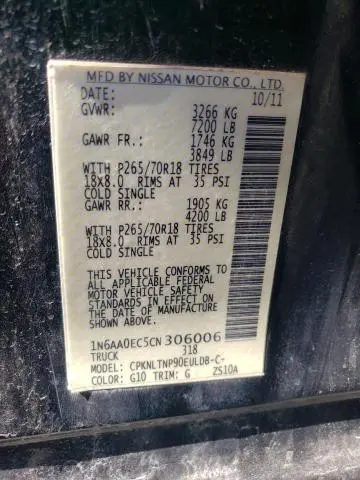 MFD BY NISSAN MOTOR CO., LTD.
DATE: 10/11
GVWR: 3266 KG
7200 LB
GAWR FR.: 1746 KG
3849 LB
WITH P265/70R18 TIRES
18X8.0 RIMS AT 35 PSI
COLD SINGLE
GAWR RR.: 1905 KG
4200 LB
WITH P265/70R18 TIRES
18X8.0 RIMS AT 35 PSI
COLD SINGLE
THIS VEHICLE CONFORMS TO
ALL APPLICABLE FEDERAL
MOTOR VEHICLE SAFETY
STANDARDS IN EFFECT ON
THE DATE OF MANUFACTURE
SHOWN ABOVE.
1N6AA0EC5CN306006
TRUCK 318
MODEL: CPKNLTNP90EULDB-C-
COLOR: G10 TRIM: G ZS10A